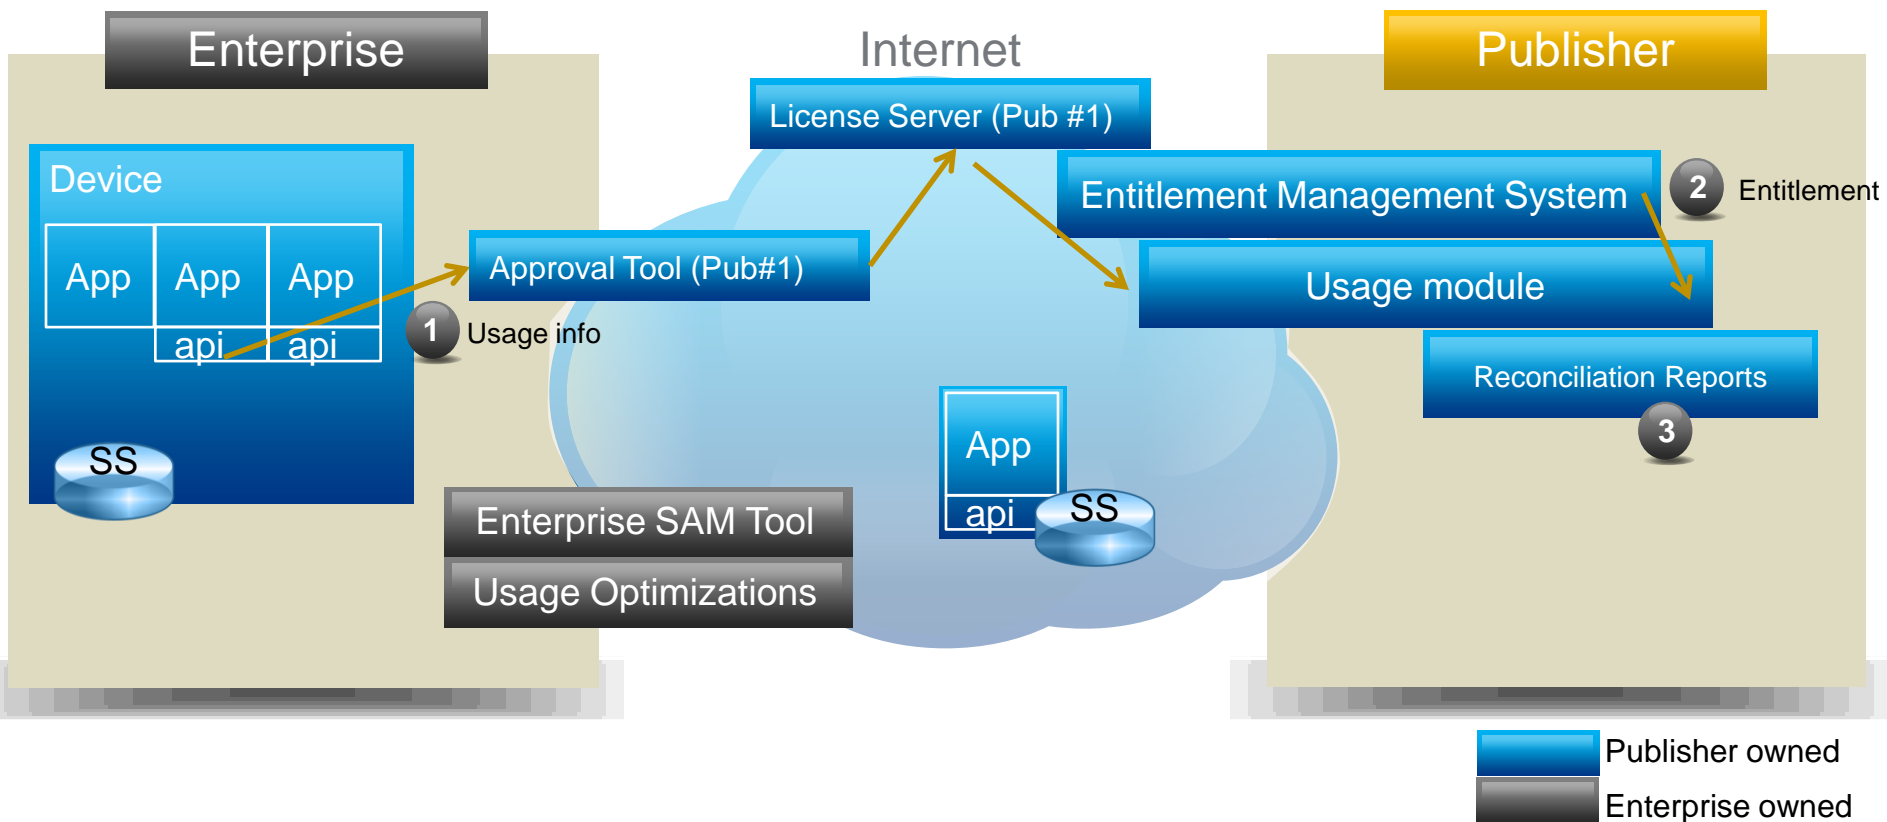 Enterprise
Internet
Publisher
License Server (Pub #1)
Device
Entitlement Management System
2
Entitlement
App
App
App
Approval Tool (Pub#1)
Usage module
api
api
1
Usage info
Reconciliation Reports
3
SS
App
api
SS
Enterprise SAM Tool
Usage Optimizations
Publisher owned
Enterprise owned